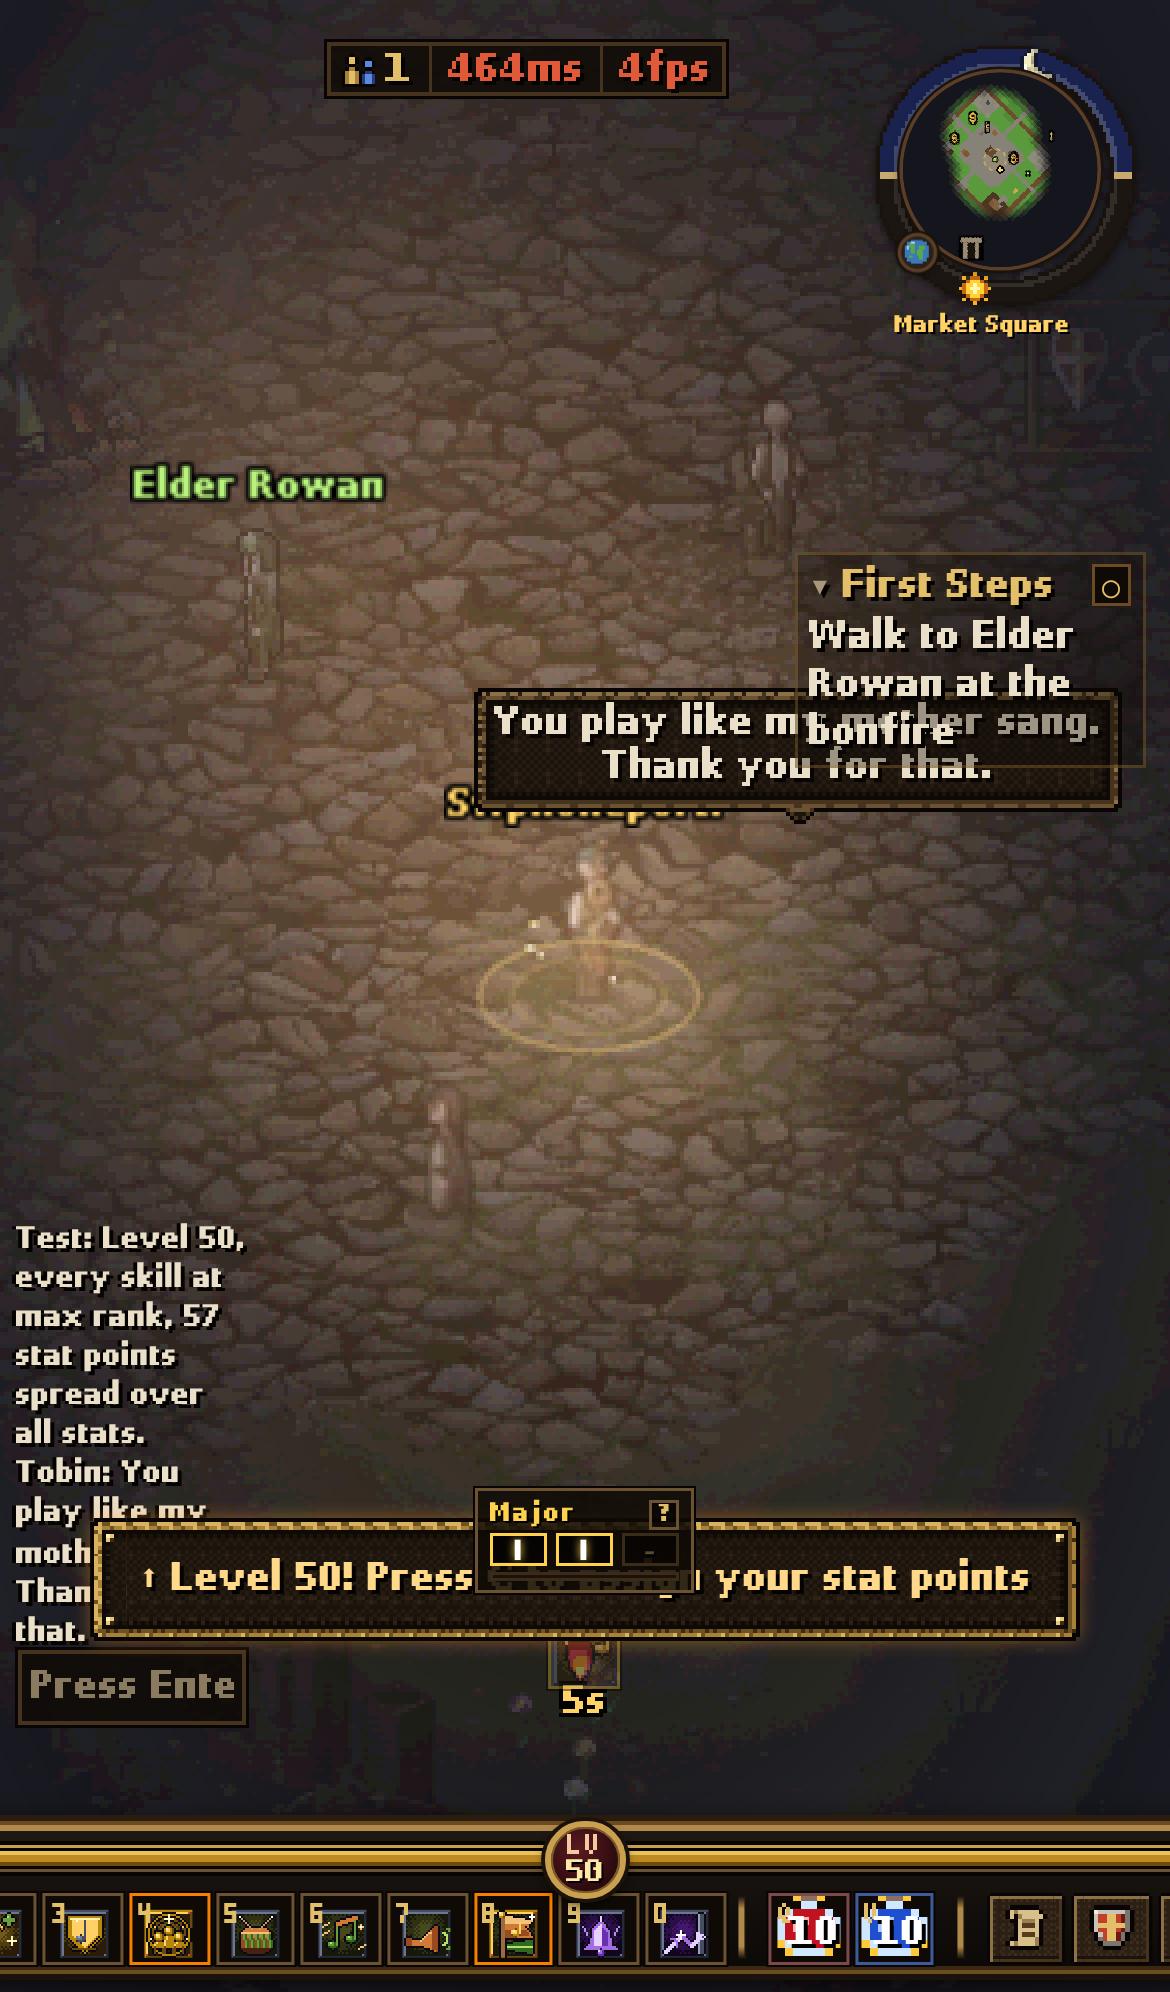 1 464ms 4fps
Market Square
Elder Rowan
First Steps
Walk to Elder
Rowan at the
bonfire
You play like my mother sang.
Thank you for that.
Test: Level 50,
every skill at
max rank, 57
stat points
spread over
all stats.
Tobin: You
play like my
moth
Than
that.
Major ?
I I -
↑ Level 50! Press your stat points
Press Ente
5s
LV
50
3 4 5 6 7 8 9 0 10 10